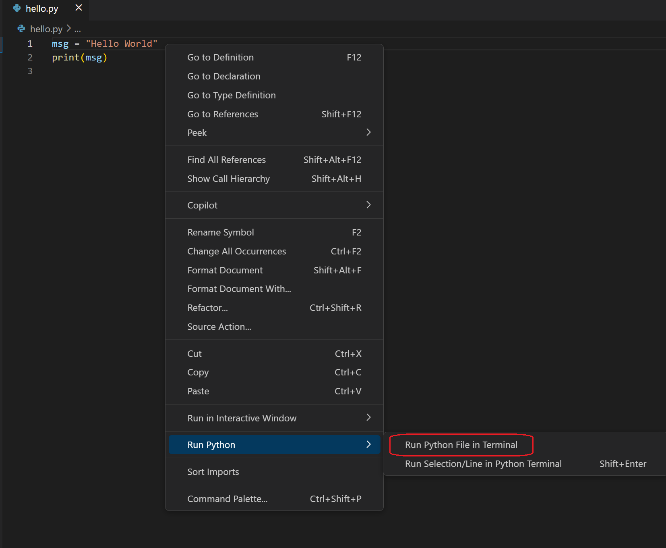 hello.py
hello.py > ...
1 msg = "Hello World"
2 print(msg)
3
Go to Definition F12
Go to Declaration
Go to Type Definition
Go to References Shift+F12
Peek >
Find All References Shift+Alt+F12
Show Call Hierarchy Shift+Alt+H
Copilot >
Rename Symbol F2
Change All Occurrences Ctrl+F2
Format Document Shift+Alt+F
Format Document With...
Refactor... Ctrl+Shift+R
Source Action...
Cut Ctrl+X
Copy Ctrl+C
Paste Ctrl+V
Run in Interactive Window >
Run Python >
Run Python File in Terminal
Run Selection/Line in Python Terminal Shift+Enter
Sort Imports
Command Palette... Ctrl+Shift+P